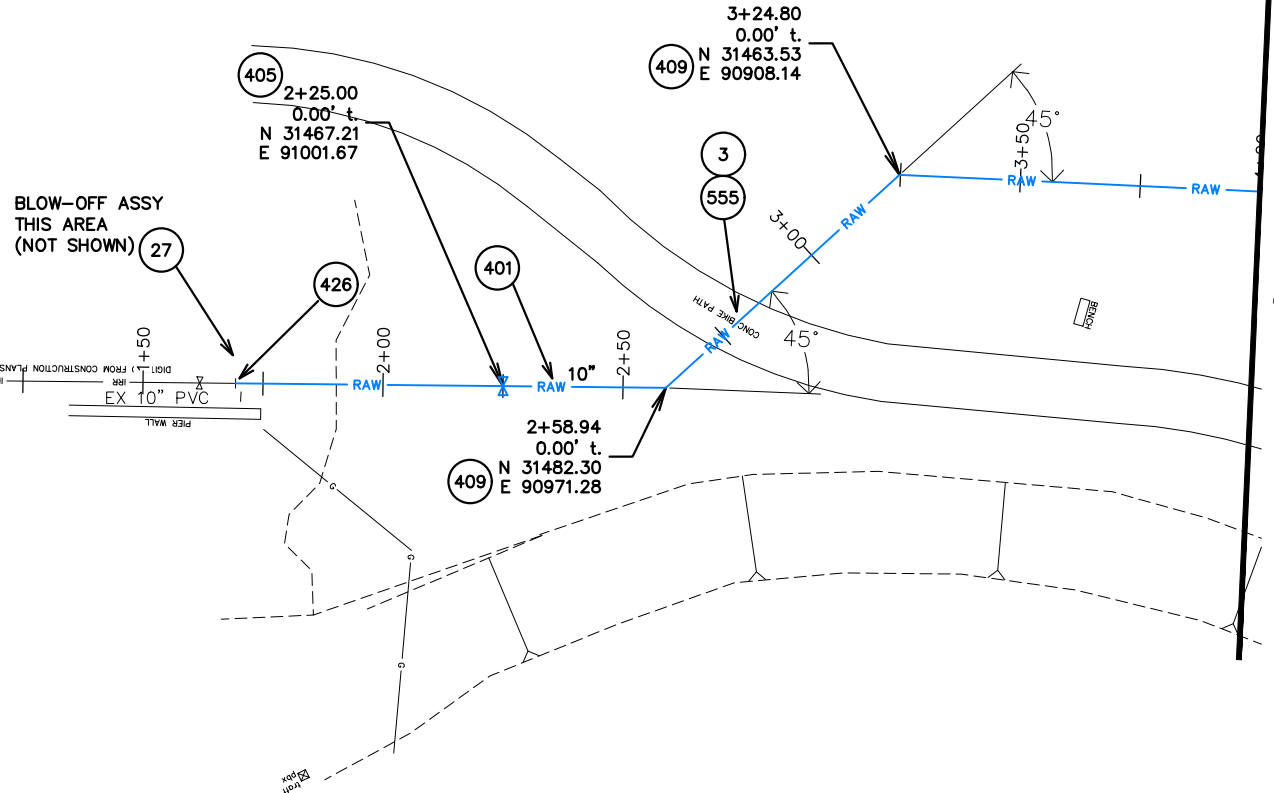 3+24.80
0.00' t.
N 31463.53
E 90908.14
409
405
2+25.00
0.00' t.
N 31467.21
E 91001.67
45°
3+50
RAW
RAW
3
555
RAW
3+00
BLOW-OFF ASSY
THIS AREA
(NOT SHOWN)
27
426
401
BENCH
CONC BIKE PATH
RAW
45°
+50
2+00
2+50
FROM CONSTRUCTION PLANS
IRR
EX 10" PVC
PIER WALL
RAW
RAW
10"
2+58.94
0.00' t.
N 31482.30
E 90971.28
409
G
G
G
trafi
pbx